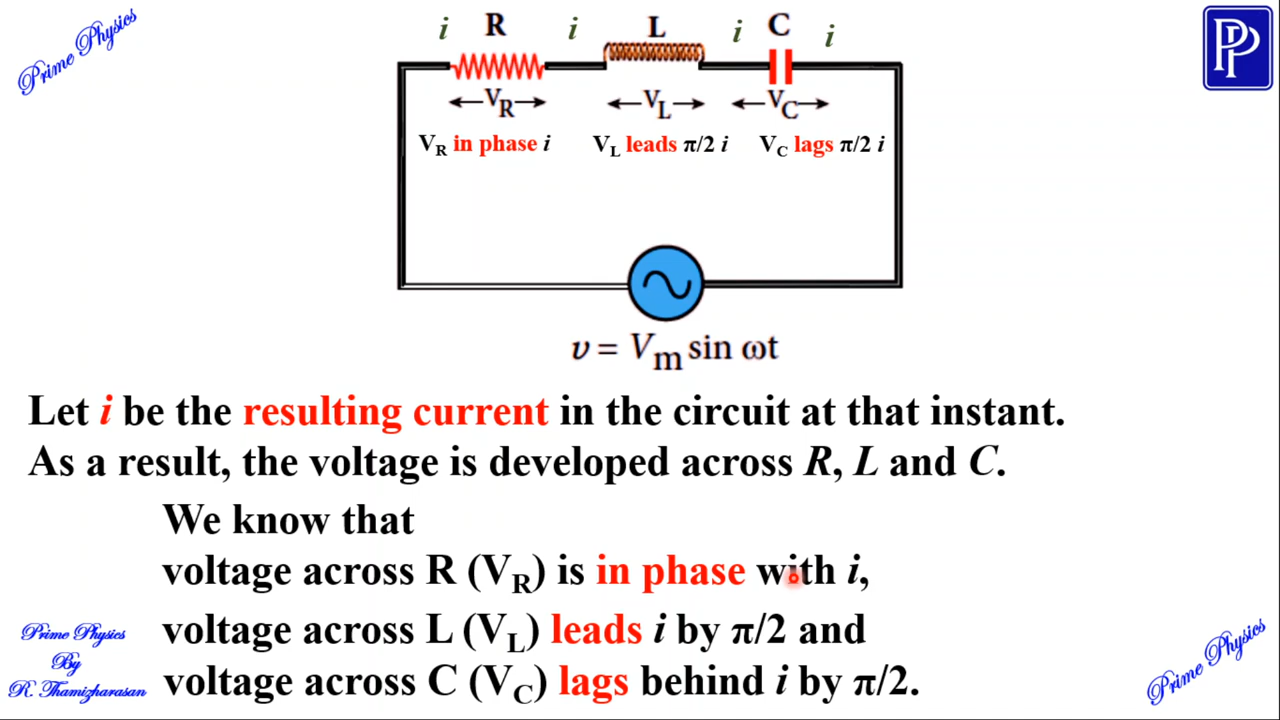 Prime Physics
i R i L i C i
PP
V_R V_L V_C
V_R in phase i V_L leads π/2 i V_C lags π/2 i
υ = V_m sin ωt
Let i be the resulting current in the circuit at that instant.
As a result, the voltage is developed across R, L and C.
We know that
voltage across R (V_R) is in phase with i,
voltage across L (V_L) leads i by π/2 and
voltage across C (V_C) lags behind i by π/2.
Prime Physics
By
R. Thamizharasan
Prime Physics